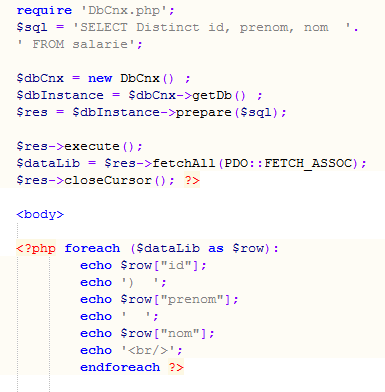 require 'DbCnx.php';
$sql = 'SELECT Distinct id, prenom, nom  '.
' FROM salarie';
$dbCnx = new DbCnx() ;
$dbInstance = $dbCnx->getDb() ;
$res = $dbInstance->prepare($sql);
$res->execute();
$dataLib = $res->fetchAll(PDO::FETCH_ASSOC);
$res->closeCursor(); ?>
<body>
<?php foreach ($dataLib as $row):
echo $row["id"];
echo ')  ';
echo $row["prenom"];
echo '  ';
echo $row["nom"];
echo '<br/>';
endforeach ?>